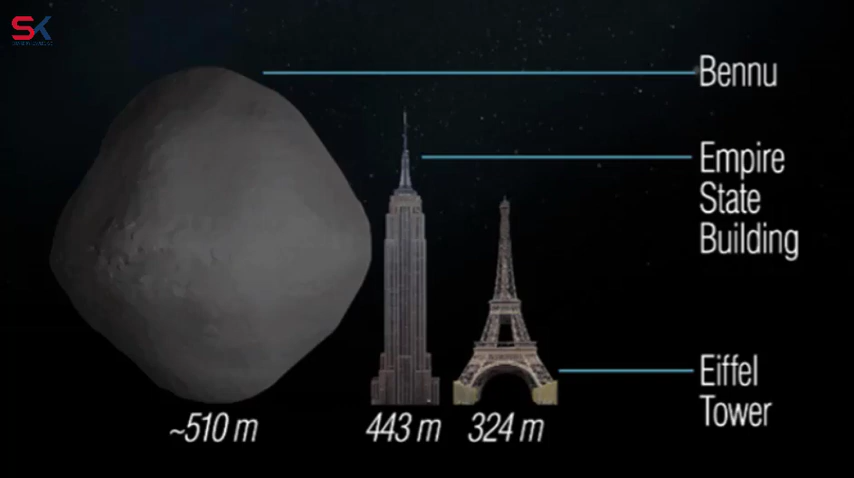 SK
Bennu
Empire
State
Building
Eiffel
Tower
~510 m
443 m
324 m